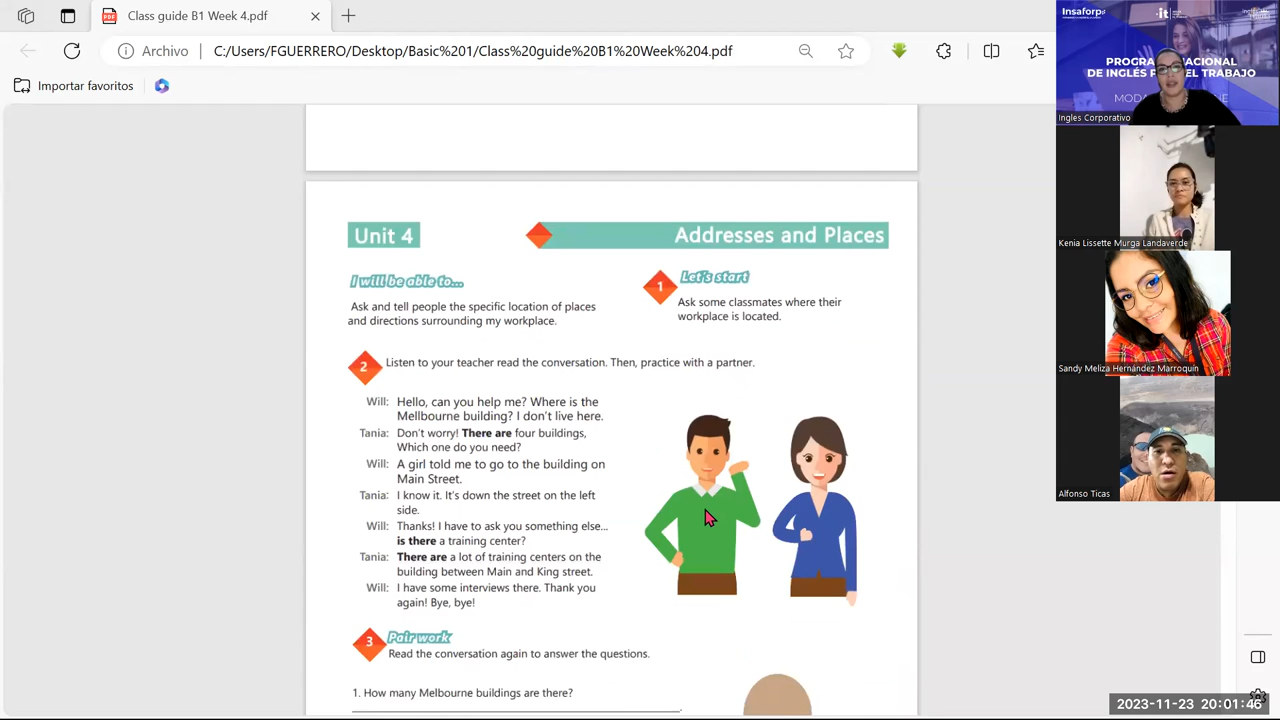 Class guide B1 Week 4.pdf
Archivo
C:/Users/FGUERRERO/Desktop/Basic%201/Class%20guide%20B1%20Week%204.pdf
Importar favoritos
Unit 4
Addresses and Places
I will be able to...
Ask and tell people the specific location of places
and directions surrounding my workplace.
1
Let's start
Ask some classmates where their
workplace is located.
2
Listen to your teacher read the conversation. Then, practice with a partner.
Will: Hello, can you help me? Where is the
Mellbourne building? I don't live here.
Tania: Don't worry! There are four buildings,
Which one do you need?
Will: A girl told me to go to the building on
Main Street.
Tania: I know it. It's down the street on the left
side.
Will: Thanks! I have to ask you something else...
is there a training center?
Tania: There are a lot of training centers on the
building between Main and King street.
Will: I have some interviews there. Thank you
again! Bye, bye!
3
Pair work
Read the conversation again to answer the questions.
1. How many Melbourne buildings are there?
Insaforp
PROGRAMA NACIONAL
DE INGLÉS PARA EL TRABAJO
Ingles Corporativo
Kenia Lissette Murga Landaverde
Sandy Meliza Hernández Marroquin
Alfonso Ticas
2023-11-23 20:01:46